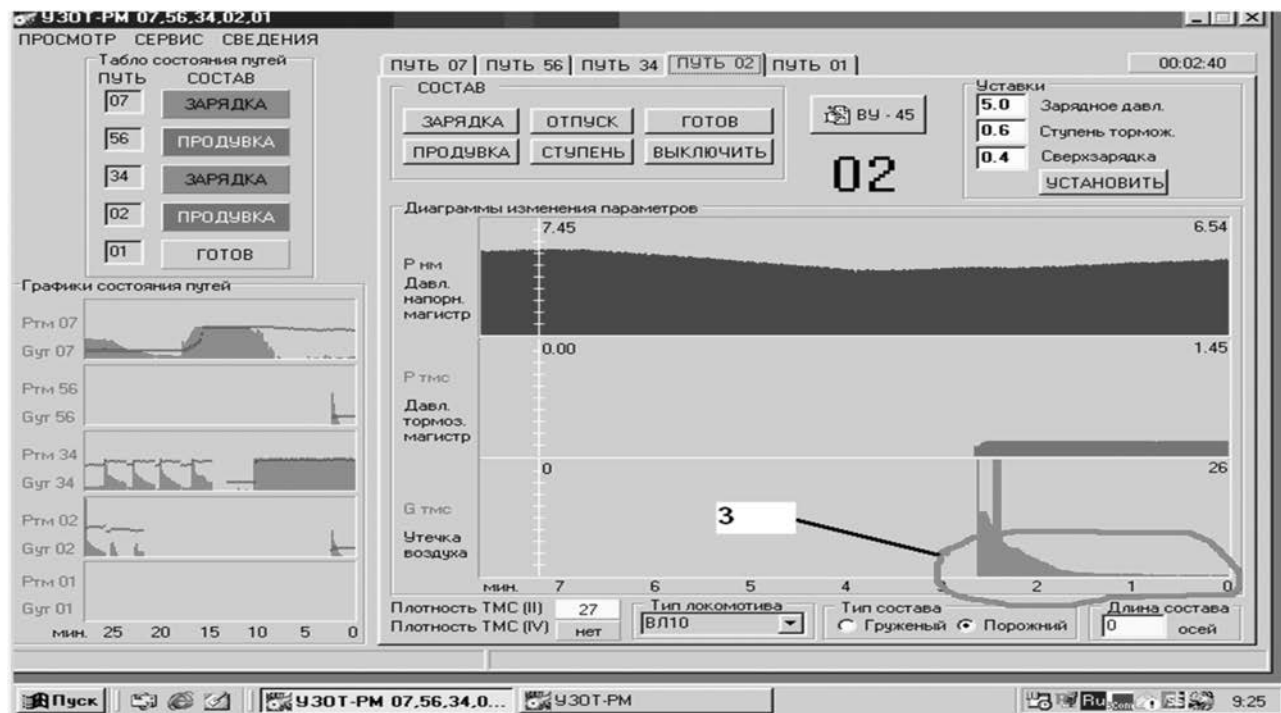 УЗОТ-РМ 07,56,34,02,01
ПРОСМОТР СЕРВИС СВЕДЕНИЯ
Табло состояния путей
ПУТЬ СОСТАВ
07 ЗАРЯДКА
56 ПРОДУВКА
34 ЗАРЯДКА
02 ПРОДУВКА
01 ГОТОВ
Графики состояния путей
Ртм 07
Gут 07
Ртм 56
Gут 56
Ртм 34
Gут 34
Ртм 02
Gут 02
Ртм 01
Gут 01
мин. 25 20 15 10 5 0
ПУТЬ 07 ПУТЬ 56 ПУТЬ 34 ПУТЬ 02 ПУТЬ 01
00:02:40
СОСТАВ
ЗАРЯДКА ОТПУСК ГОТОВ
ПРОДУВКА СТУПЕНЬ ВЫКЛЮЧИТЬ
ВУ - 45
02
Уставки
5.0 Зарядное давл.
0.6 Ступень тормож.
0.4 Сверхзарядка
УСТАНОВИТЬ
Диаграммы изменения параметров
7.45 6.54
Р нм
Давл.
напорн.
магистр
0.00 1.45
Р тмс
Давл.
тормоз.
магистр
0 26
G тмс
Утечка
воздуха
3
мин. 7 6 5 4 3 2 1 0
Плотность ТМС (II) 27
Плотность ТМС (IV) нет
Тип локомотива
ВЛ10
Тип состава
Груженый Порожний
Длина состава
0 осей
Пуск УЗОТ-РМ 07,56,34,0... УЗОТ-РМ Ru 9:25